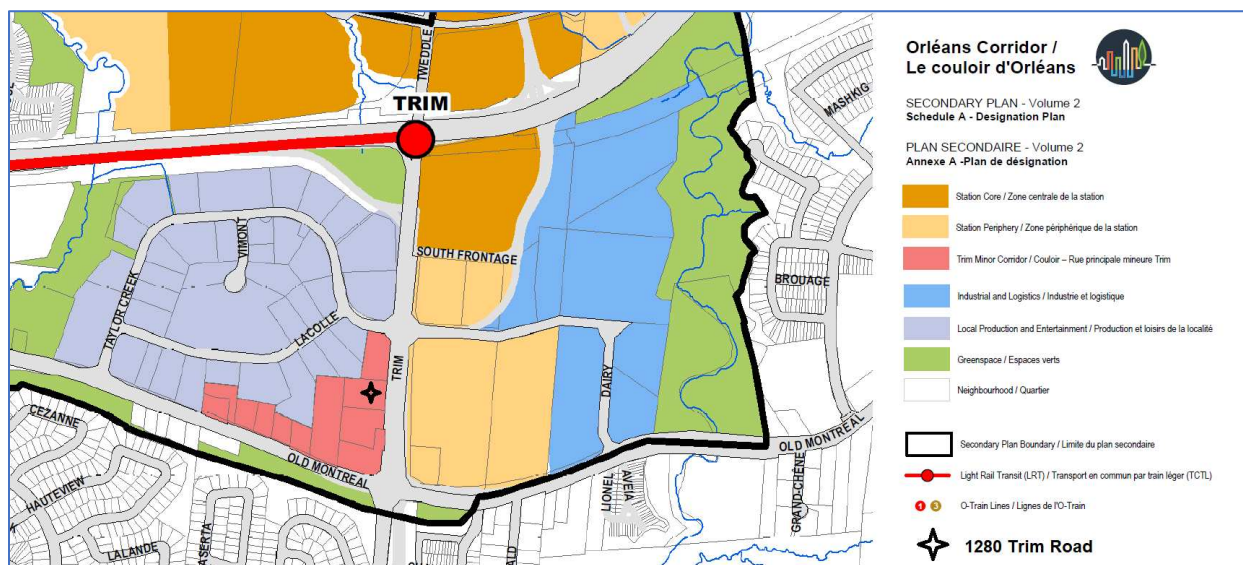 TWEDDLE
TRIM
MASHKIG
VIMONT
SOUTH FRONTAGE
BROUAGE
TAYLOR CREEK
LACOLLE
TRIM
DAIRY
CEZANNE
OLD MONTREAL
OLD MONTRÉAL
HAUTEVIEW
LIONEL
AVEIA
GRAND-CHÊNE
LALANDE
Orléans Corridor /
Le couloir d'Orléans
SECONDARY PLAN - Volume 2
Schedule A - Designation Plan
PLAN SECONDAIRE - Volume 2
Annexe A -Plan de désignation
Station Core / Zone centrale de la station
Station Periphery / Zone périphérique de la station
Trim Minor Corridor / Couloir – Rue principale mineure Trim
Industrial and Logistics / Industrie et logistique
Local Production and Entertainment / Production et loisirs de la localité
Greenspace / Espaces verts
Neighbourhood / Quartier
Secondary Plan Boundary / Limite du plan secondaire
Light Rail Transit (LRT) / Transport en commun par train léger (TCTL)
1 3 O-Train Lines / Lignes de l'O-Train
1280 Trim Road